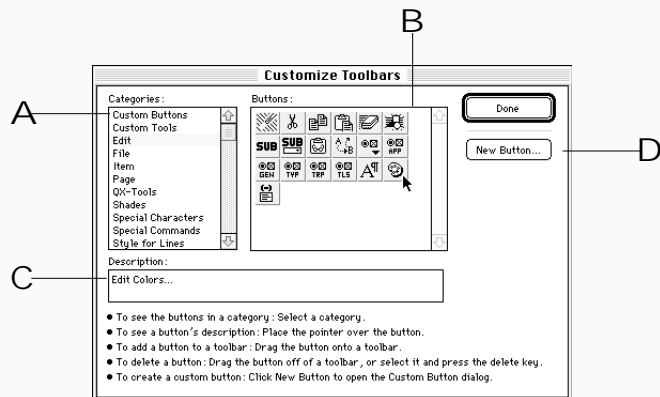 B
Customize Toolbars
Categories: Buttons:
A
Custom Buttons
Custom Tools
Edit
File
Item
Page
QX-Tools
Shades
Special Characters
Special Commands
Style for Lines
SUB SUB A B APP
GEN TYP TRP TLS A¶
Done
New Button...
D
Description:
C
Edit Colors...
• To see the buttons in a category: Select a category.
• To see a button's description: Place the pointer over the button.
• To add a button to a toolbar: Drag the button onto a toolbar.
• To delete a button: Drag the button off of a toolbar, or select it and press the delete key.
• To create a custom button: Click New Button to open the Custom Button dialog.